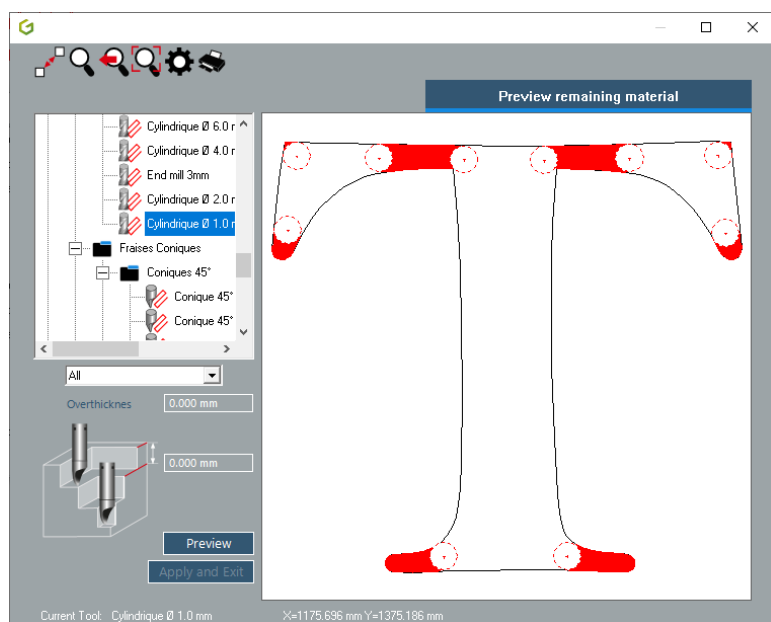 Preview remaining material
Cylindrique Ø 6.0 r
Cylindrique Ø 4.0 r
End mill 3mm
Cylindrique Ø 2.0 r
Cylindrique Ø 1.0 r
Fraises Coniques
Coniques 45°
Conique 45°
Conique 45°
All
Overthicknes 0.000 mm
0.000 mm
Preview
Apply and Exit
Current Tool: Cylindrique Ø 1.0 mm X=1175.696 mm Y=1375.186 mm